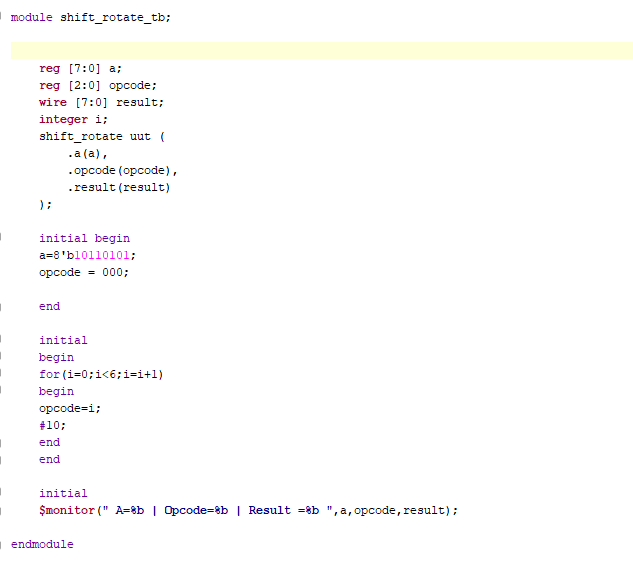 module shift_rotate_tb;
reg [7:0] a;
reg [2:0] opcode;
wire [7:0] result;
integer i;
shift_rotate uut (
.a(a),
.opcode(opcode),
.result(result)
);
initial begin
a=8'b10110101;
opcode = 000;
end
initial
begin
for(i=0;i<6;i=i+1)
begin
opcode=i;
#10;
end
end
initial
$monitor(" A=%b | Opcode=%b | Result =%b ",a,opcode,result);
endmodule